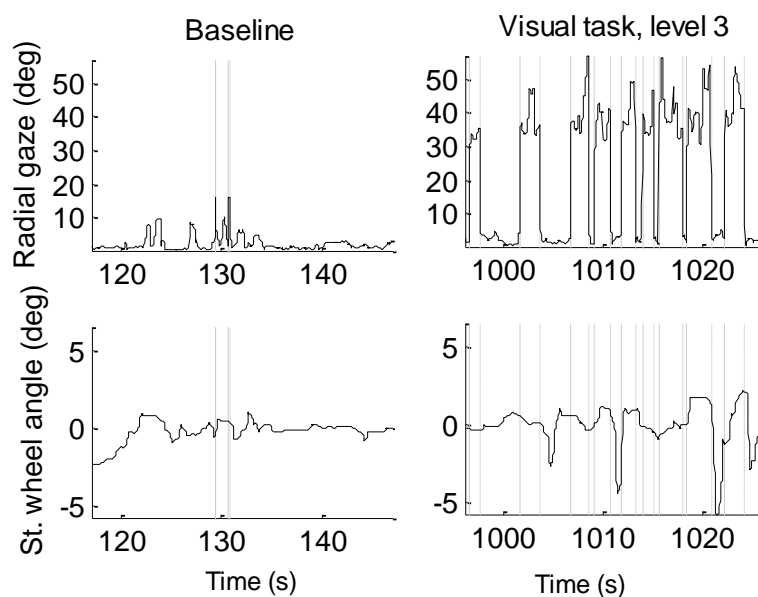 Baseline
Visual task, level 3
Radial gaze (deg)
50
40
30
20
10
120 130 140
50
40
30
20
10
1000 1010 1020
St. wheel angle (deg)
5
0
-5
120 130 140
Time (s)
5
0
-5
1000 1010 1020
Time (s)